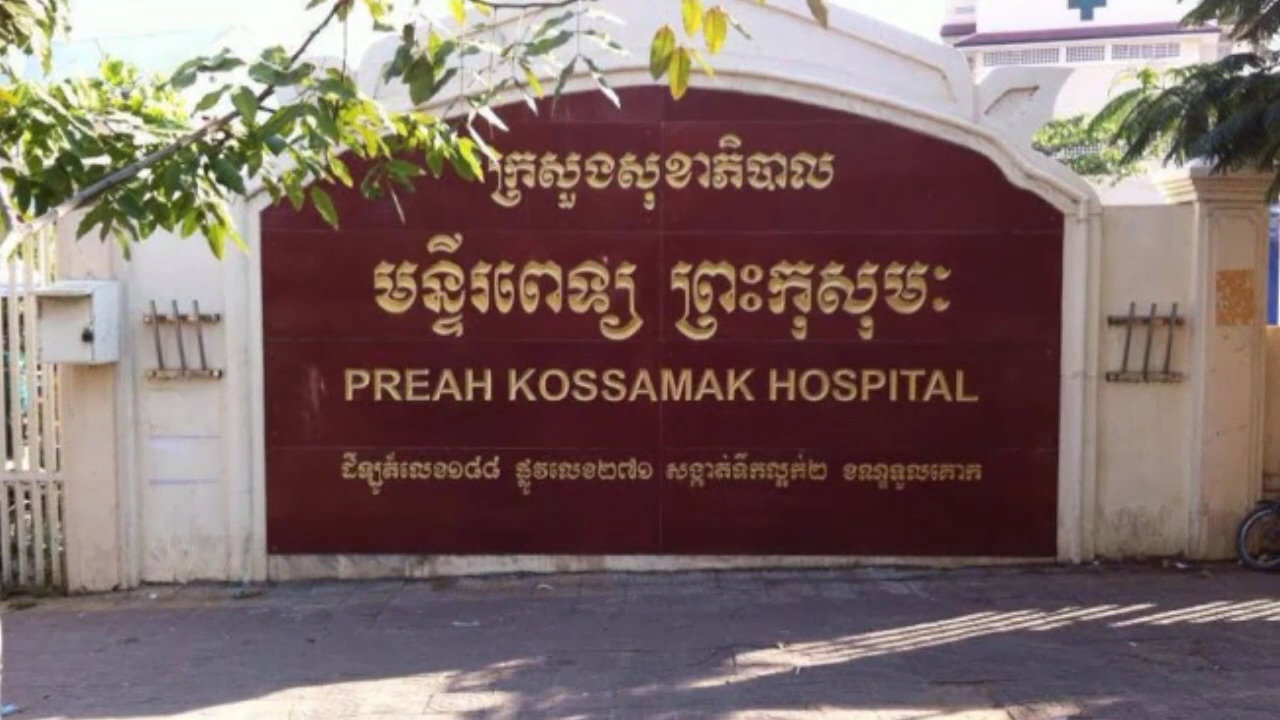 ក្រសួងសុខាភិបាល
មន្ទីរពេទ្យ ព្រះកុសុមៈ
PREAH KOSSAMAK HOSPITAL
ដីឡូត៍លេខ១៨៨ ផ្លូវលេខ២៧១ សង្កាត់ទឹកល្អក់២ ខណ្ឌទួលគោក